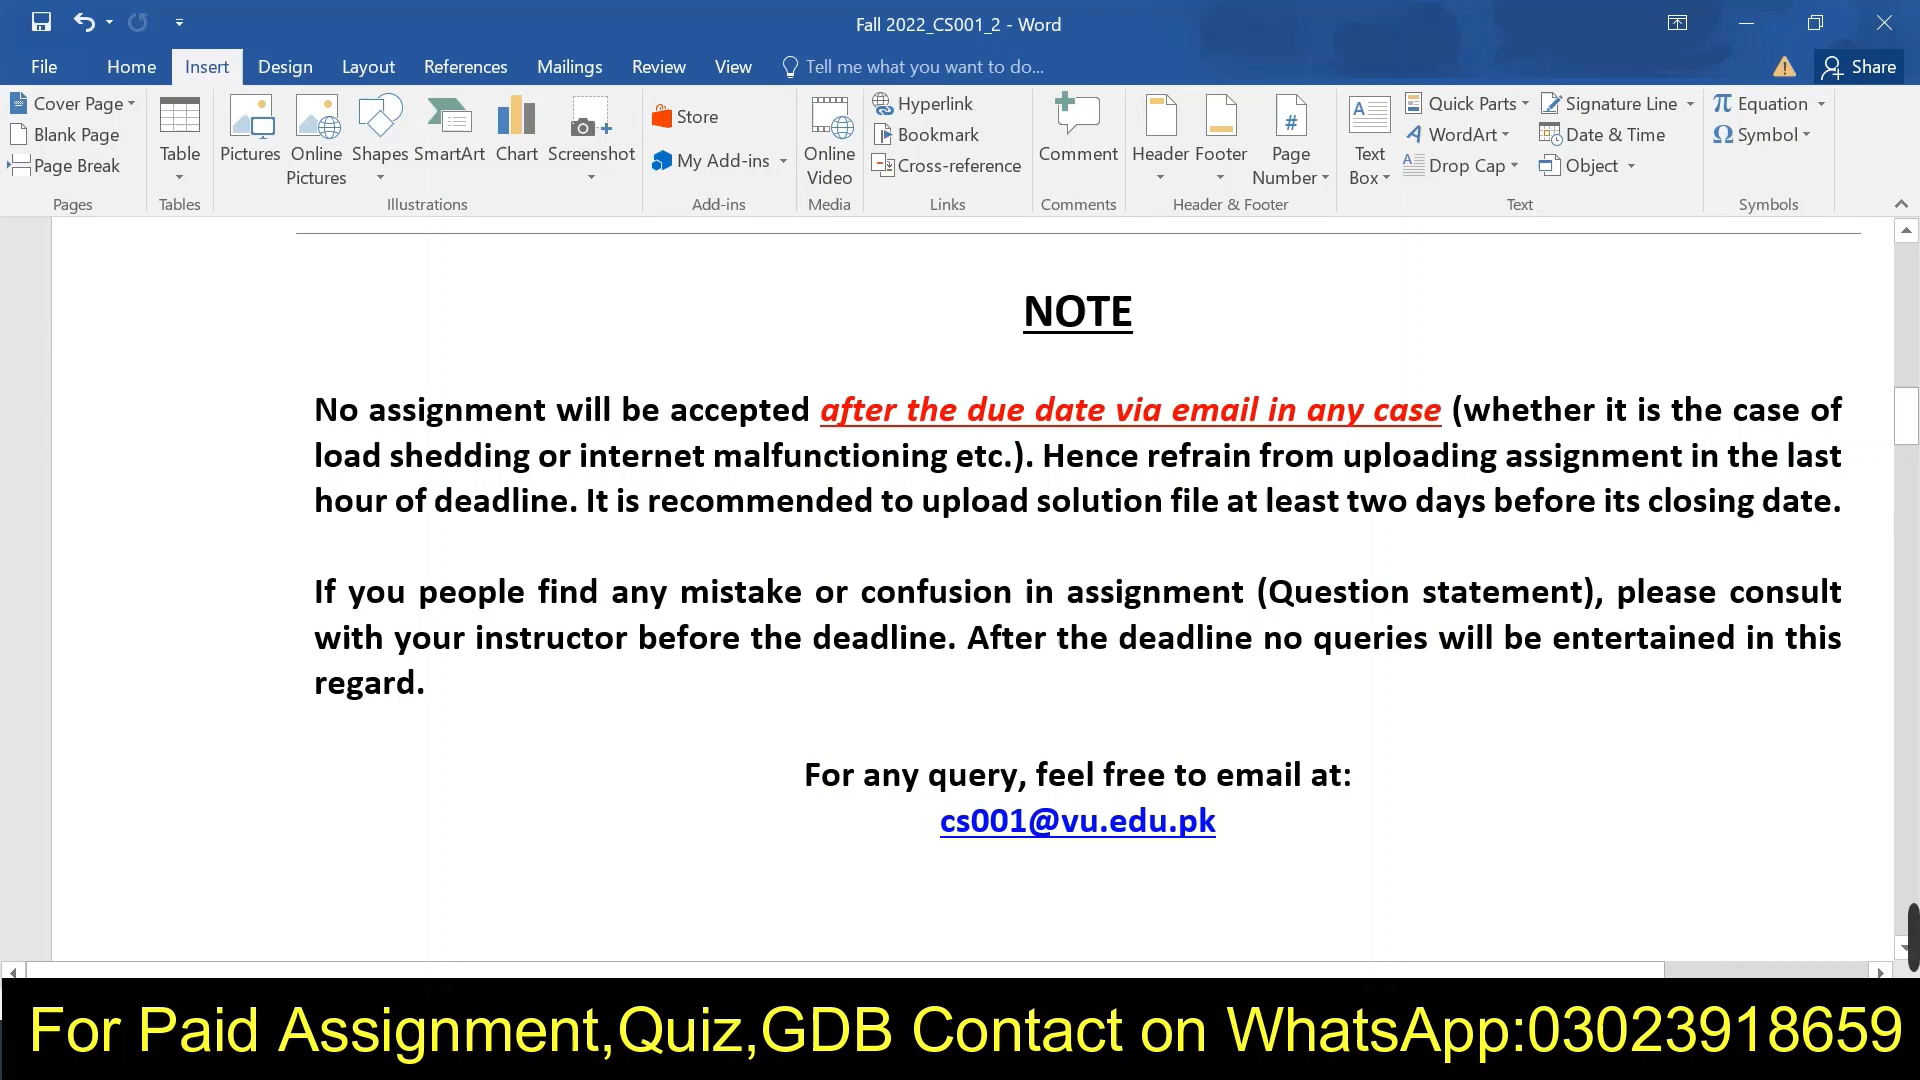 Fall 2022_CS001_2 - Word
File Home Insert Design Layout References Mailings Review View Tell me what you want to do... Share
Cover Page
Blank Page
Page Break
Pages
Table
Tables
Pictures
Online Pictures
Shapes
SmartArt
Chart
Screenshot
Illustrations
Store
My Add-ins
Add-ins
Online Video
Media
Hyperlink
Bookmark
Cross-reference
Links
Comment
Comments
Header
Footer
Page Number
Header & Footer
Text Box
Quick Parts
WordArt
Drop Cap
Signature Line
Date & Time
Object
Text
Equation
Symbol
Symbols
NOTE
No assignment will be accepted after the due date via email in any case (whether it is the case of
load shedding or internet malfunctioning etc.). Hence refrain from uploading assignment in the last
hour of deadline. It is recommended to upload solution file at least two days before its closing date.
If you people find any mistake or confusion in assignment (Question statement), please consult
with your instructor before the deadline. After the deadline no queries will be entertained in this
regard.
For any query, feel free to email at:
cs001@vu.edu.pk
For Paid Assignment,Quiz,GDB Contact on WhatsApp:03023918659